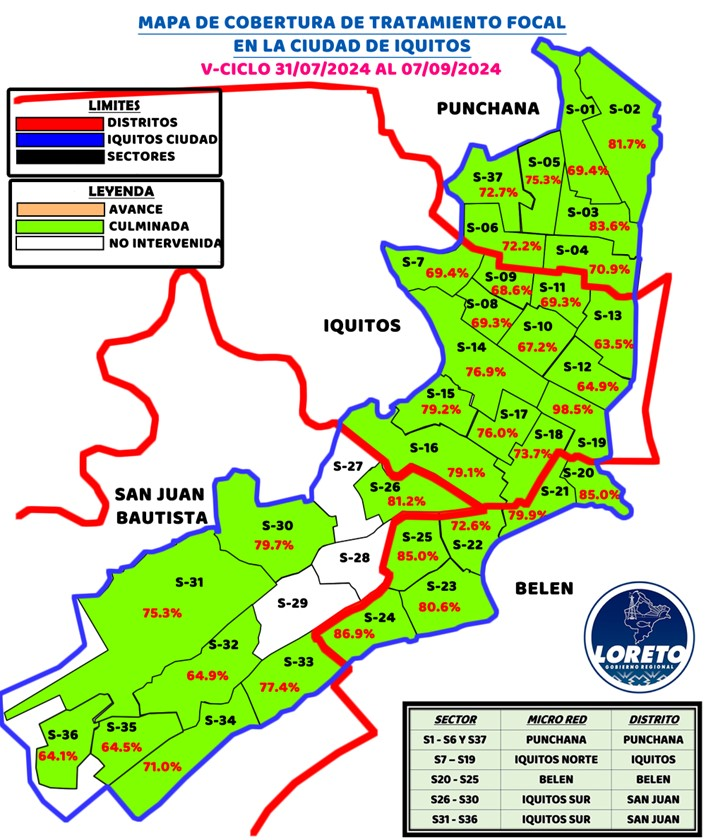 MAPA DE COBERTURA DE TRATAMIENTO FOCAL
EN LA CIUDAD DE IQUITOS
V-CICLO 31/07/2024 AL 07/09/2024
LIMITES
DISTRITOS
IQUITOS CIUDAD
SECTORES
LEYENDA
AVANCE
CULMINADA
NO INTERVENIDA
PUNCHANA
S-01
S-02
81.7%
S-05
75.3%
69.4%
S-37
72.7%
S-03
83.6%
S-06
72.2%
S-04
70.9%
S-7
69.4%
S-09
68.6%
S-11
69.3%
S-08
69.3%
S-13
63.5%
IQUITOS
S-10
67.2%
S-14
76.9%
S-12
64.9%
S-15
79.2%
98.5%
S-17
76.0%
S-18
73.7%
S-19
S-16
79.1%
S-27
S-26
81.2%
S-20
85.0%
S-21
79.9%
SAN JUAN
BAUTISTA
S-30
79.7%
72.6%
S-22
S-25
85.0%
S-28
S-31
75.3%
S-29
S-23
80.6%
BELEN
S-24
86.9%
S-32
64.9%
S-33
77.4%
S-34
71.0%
S-35
64.5%
S-36
64.1%
LORETO
GOBIERNO REGIONAL
SECTOR MICRO RED DISTRITO
S1 - S6 Y S37 PUNCHANA PUNCHANA
S7 – S19 IQUITOS NORTE IQUITOS
S20 - S25 BELEN BELEN
S26 - S30 IQUITOS SUR SAN JUAN
S31 - S36 IQUITOS SUR SAN JUAN